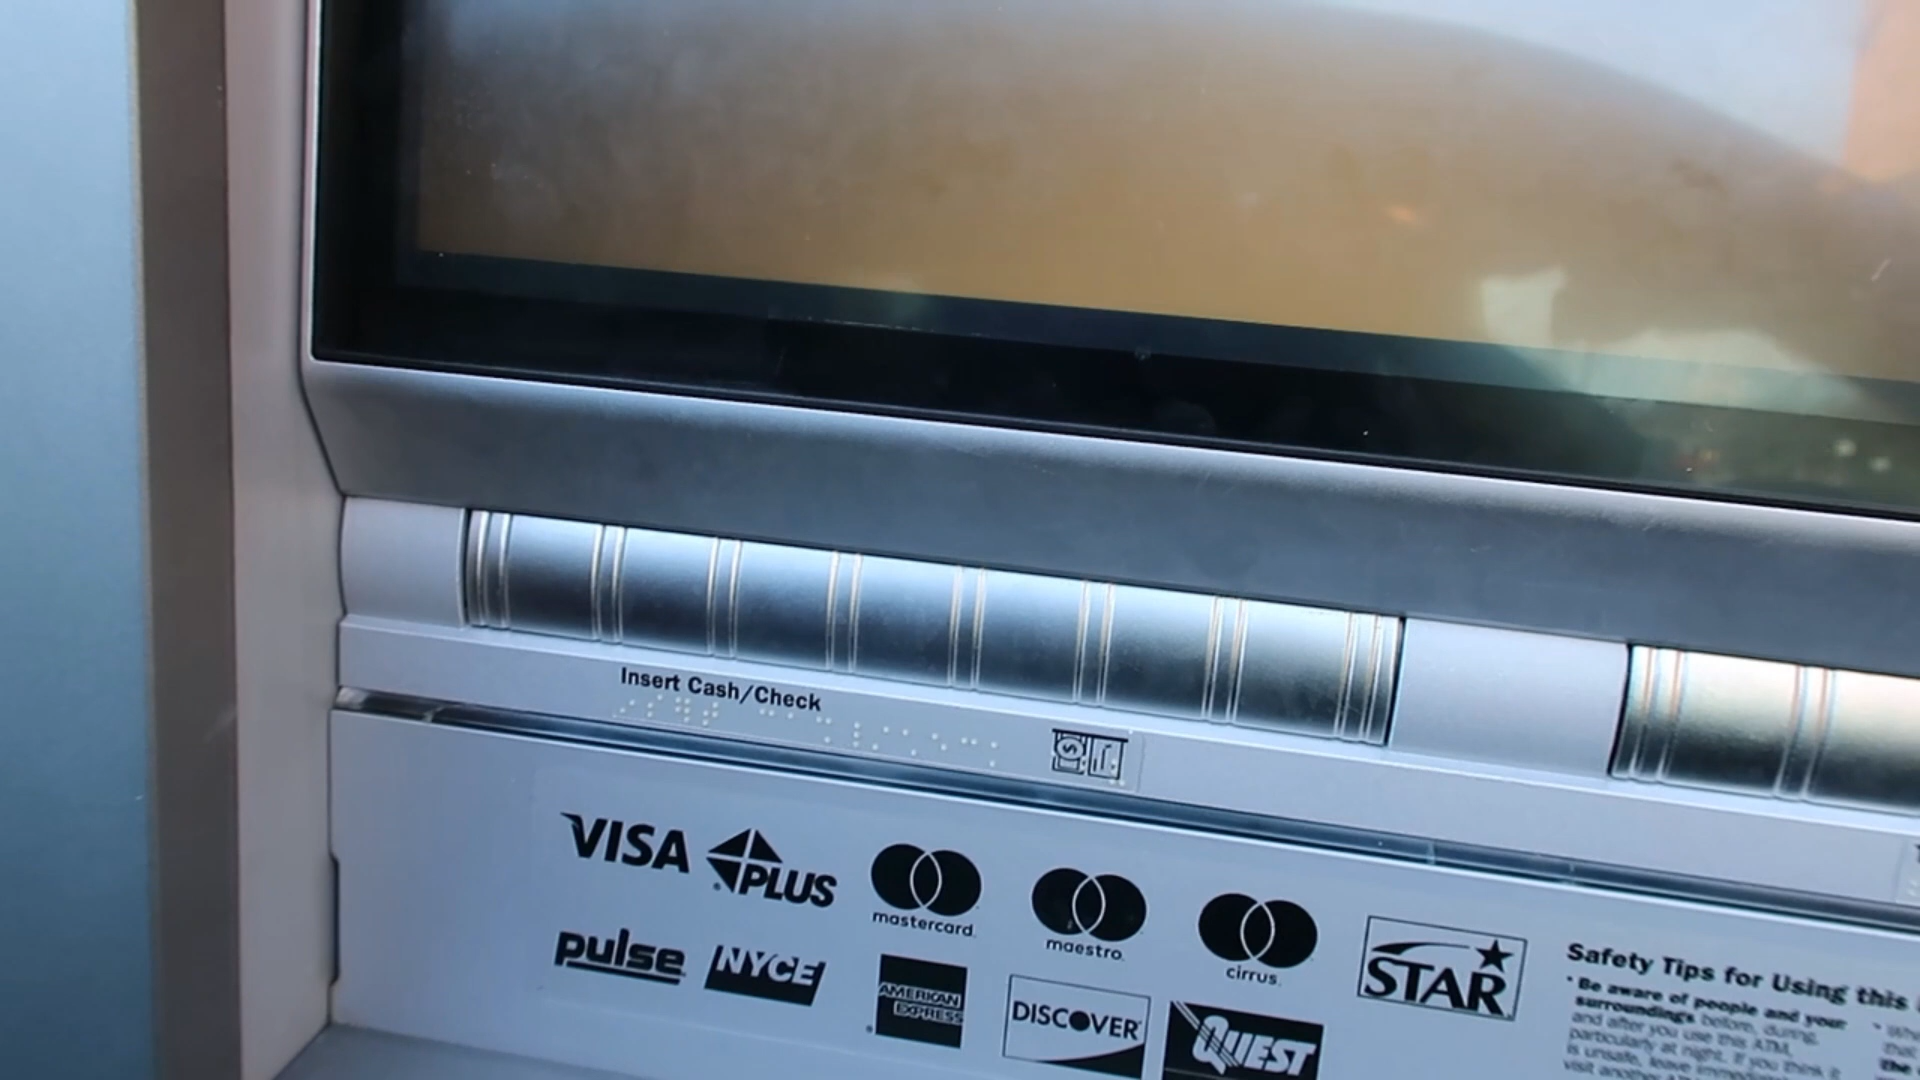 Insert Cash/Check
VISA PLUS
mastercard.
maestro.
cirrus.
STAR
pulse
NYCE
AMERICAN
EXPRESS
DISCOVER
QUEST
Safety Tips for Using this
• Be aware of people and your
surroundings before, during,
and after you use this ATM,
particularly at night. If you think it
is unsafe, leave immediately
visit another
that
The